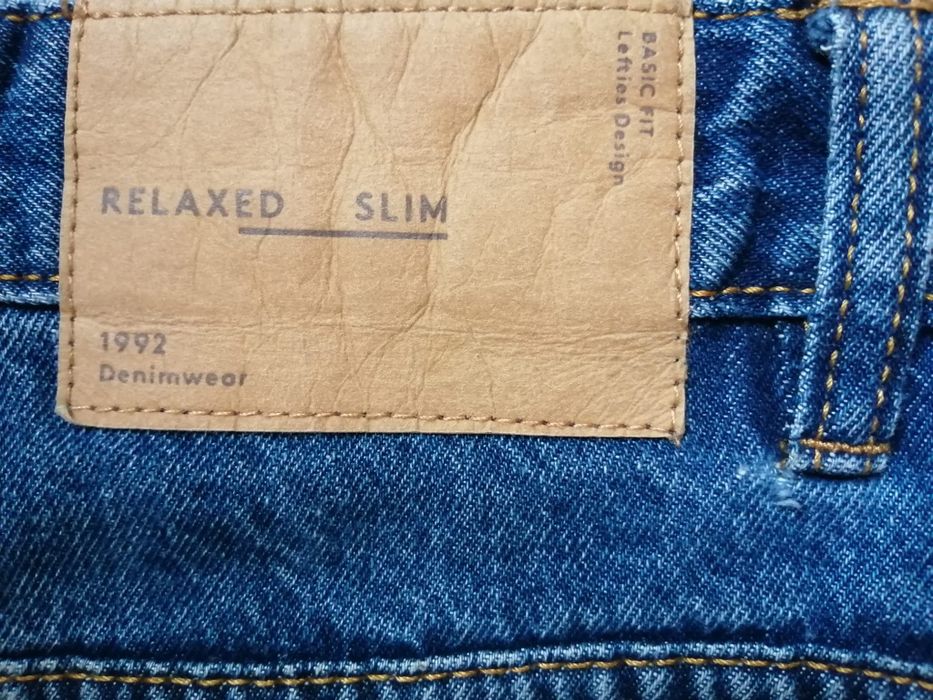 BASIC FIT
Lefties Design
RELAXED SLIM
1992
Denimwear